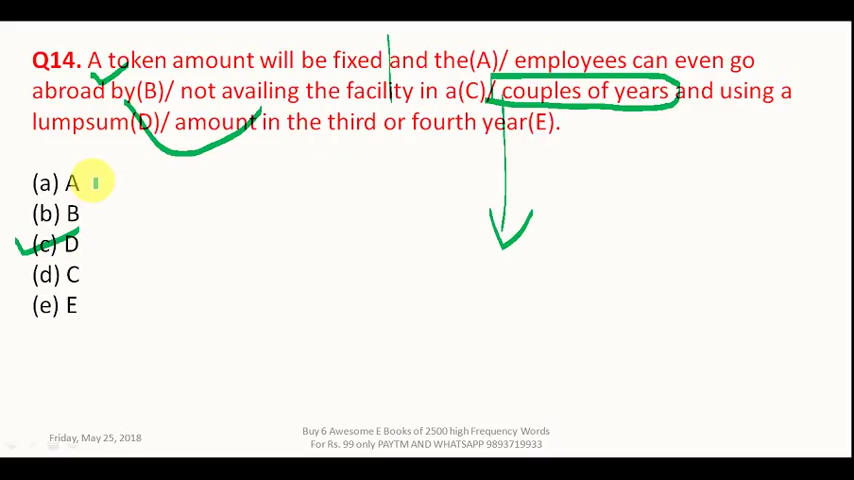 Q14. A token amount will be fixed and the(A)/ employees can even go
abroad by(B)/ not availing the facility in a(C)/ couples of years and using a
lumpsum(D)/ amount in the third or fourth year(E).
(a) A
(b) B
(c) D
(d) C
(e) E
Friday, May 25, 2018
Buy 6 Awesome E Books of 2500 high Frequency Words
For Rs. 99 only PAYTM AND WHATSAPP 9893719933